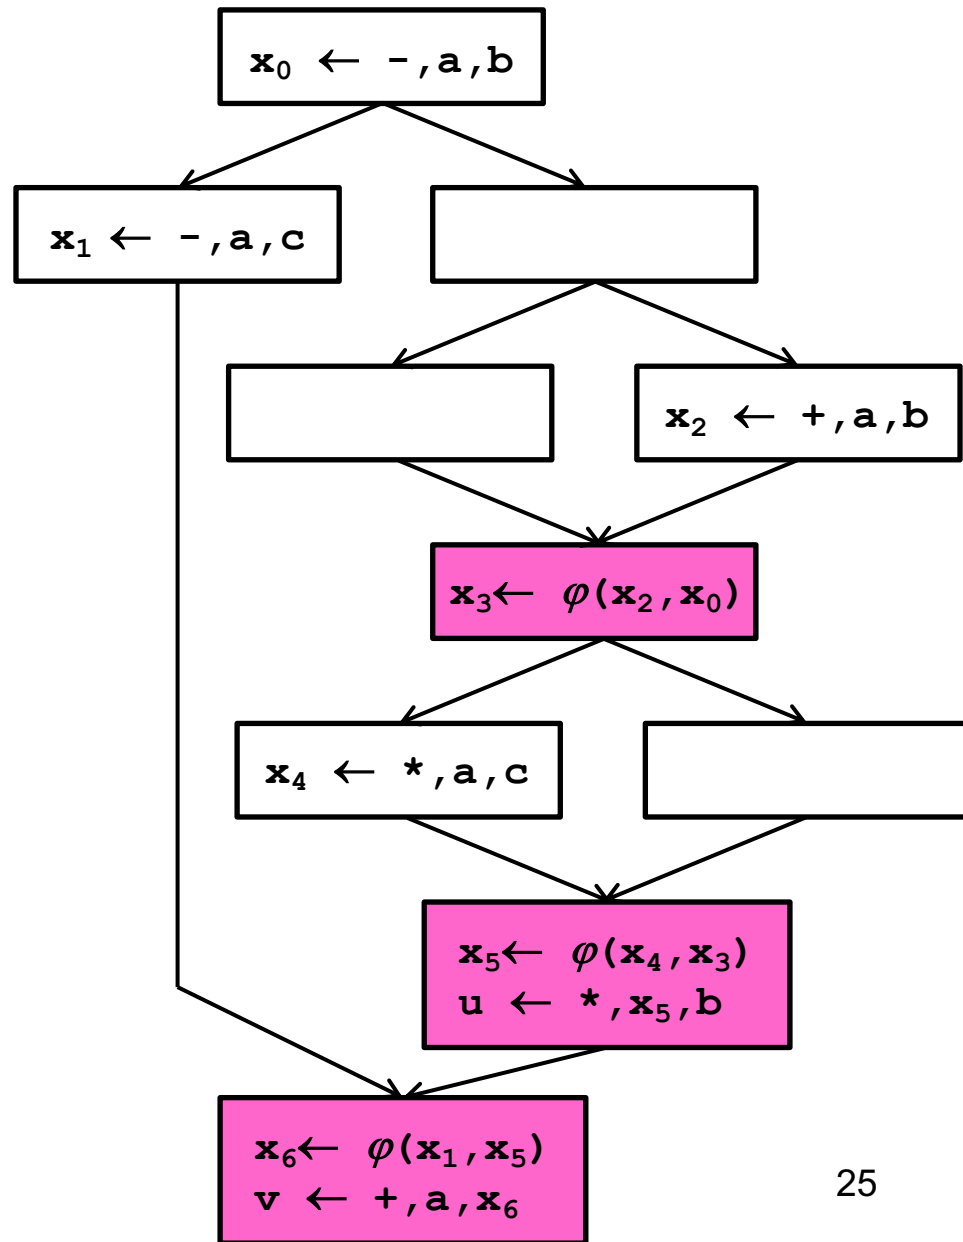 x₀ ← -,a,b
x₁ ← -,a,c
x₂ ← +,a,b
x₃← φ(x₂,x₀)
x₄ ← *,a,c
x₅← φ(x₄,x₃)
u ← *,x₅,b
x₆← φ(x₁,x₅)
v ← +,a,x₆
25